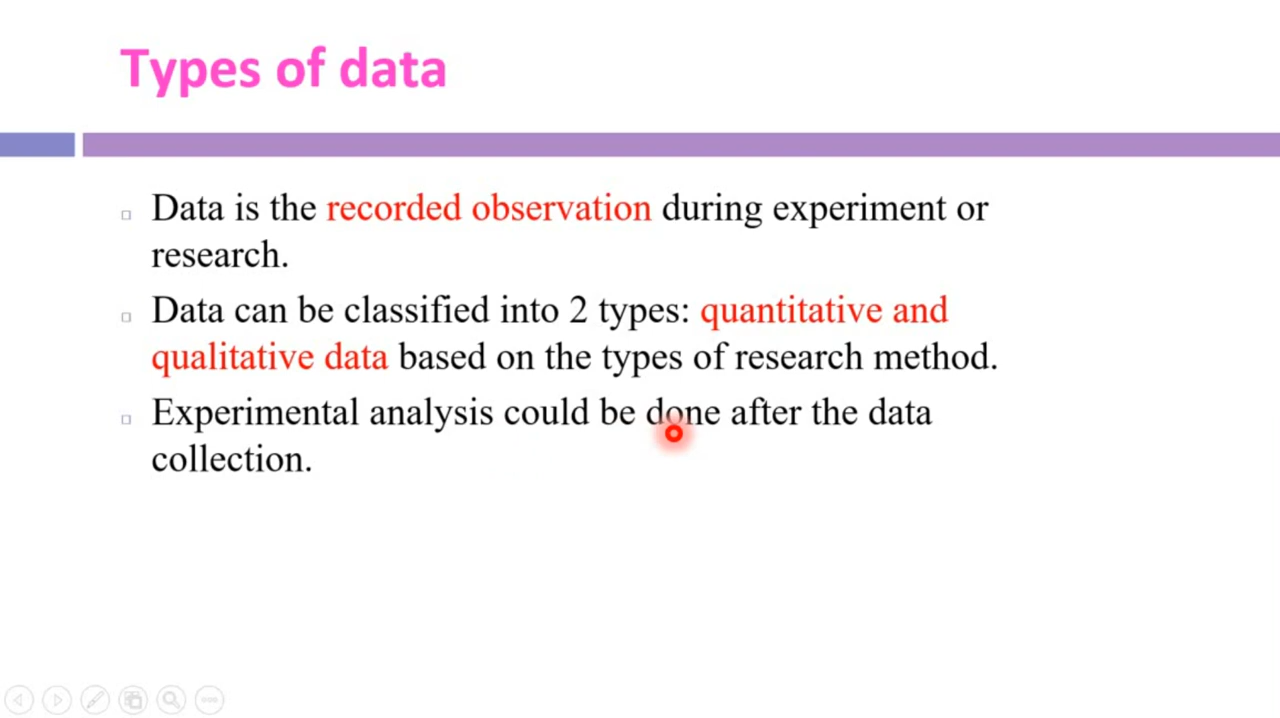 Types of data
Data is the recorded observation during experiment or
research.
Data can be classified into 2 types: quantitative and
qualitative data based on the types of research method.
Experimental analysis could be done after the data
collection.